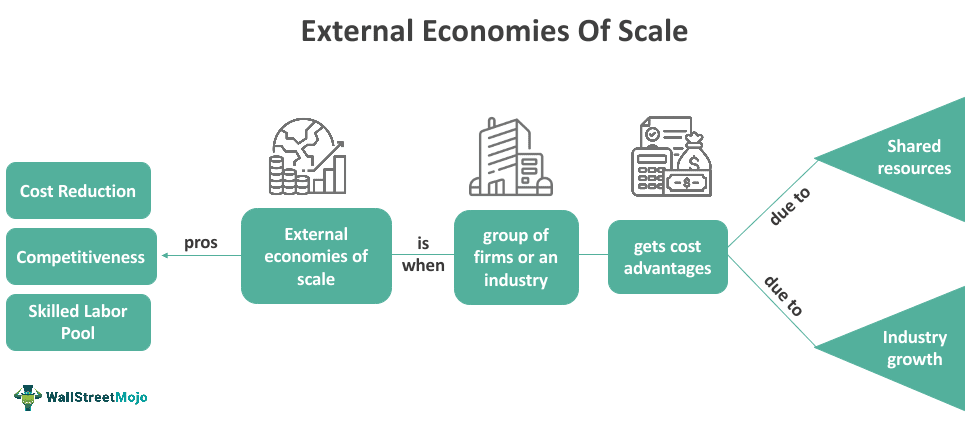 External Economies Of Scale
Cost Reduction
Competitiveness
Skilled Labor
Pool
pros
External
economies of
scale
is
when
group of
firms or an
industry
gets cost
advantages
due to
Shared
resources
due to
Industry
growth
$
-$-
WallStreetMojo